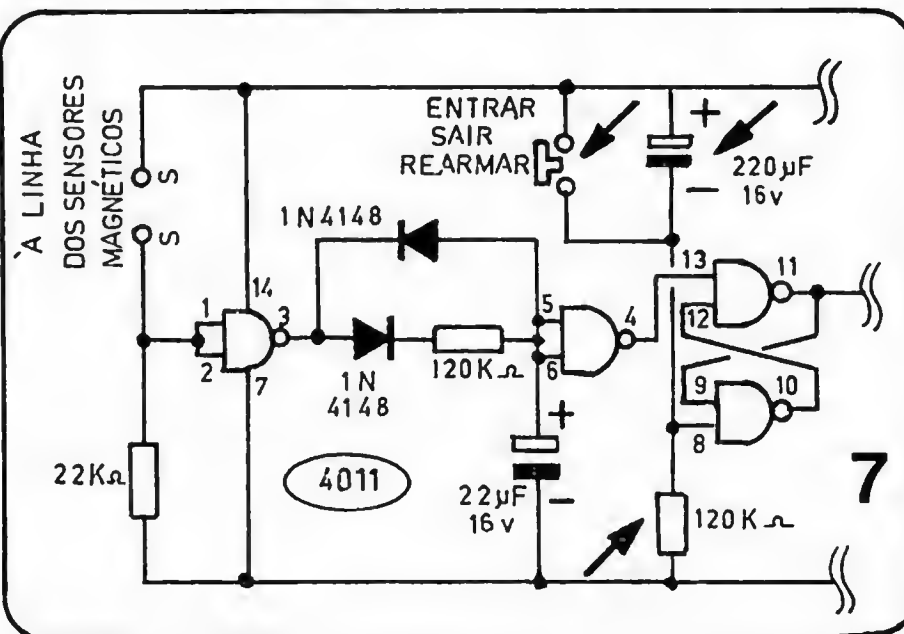 À LINHA
DOS SENSORES
MAGNÉTICOS
S
S
ENTRAR
SAIR
REARMAR
+
220µF
16v
−
1N4148
14
1
2
3
7
1N
4148
120KΩ
5
6
4
13
12
11
9
8
10
22KΩ
4011
+
22µF
16v
−
120KΩ
7